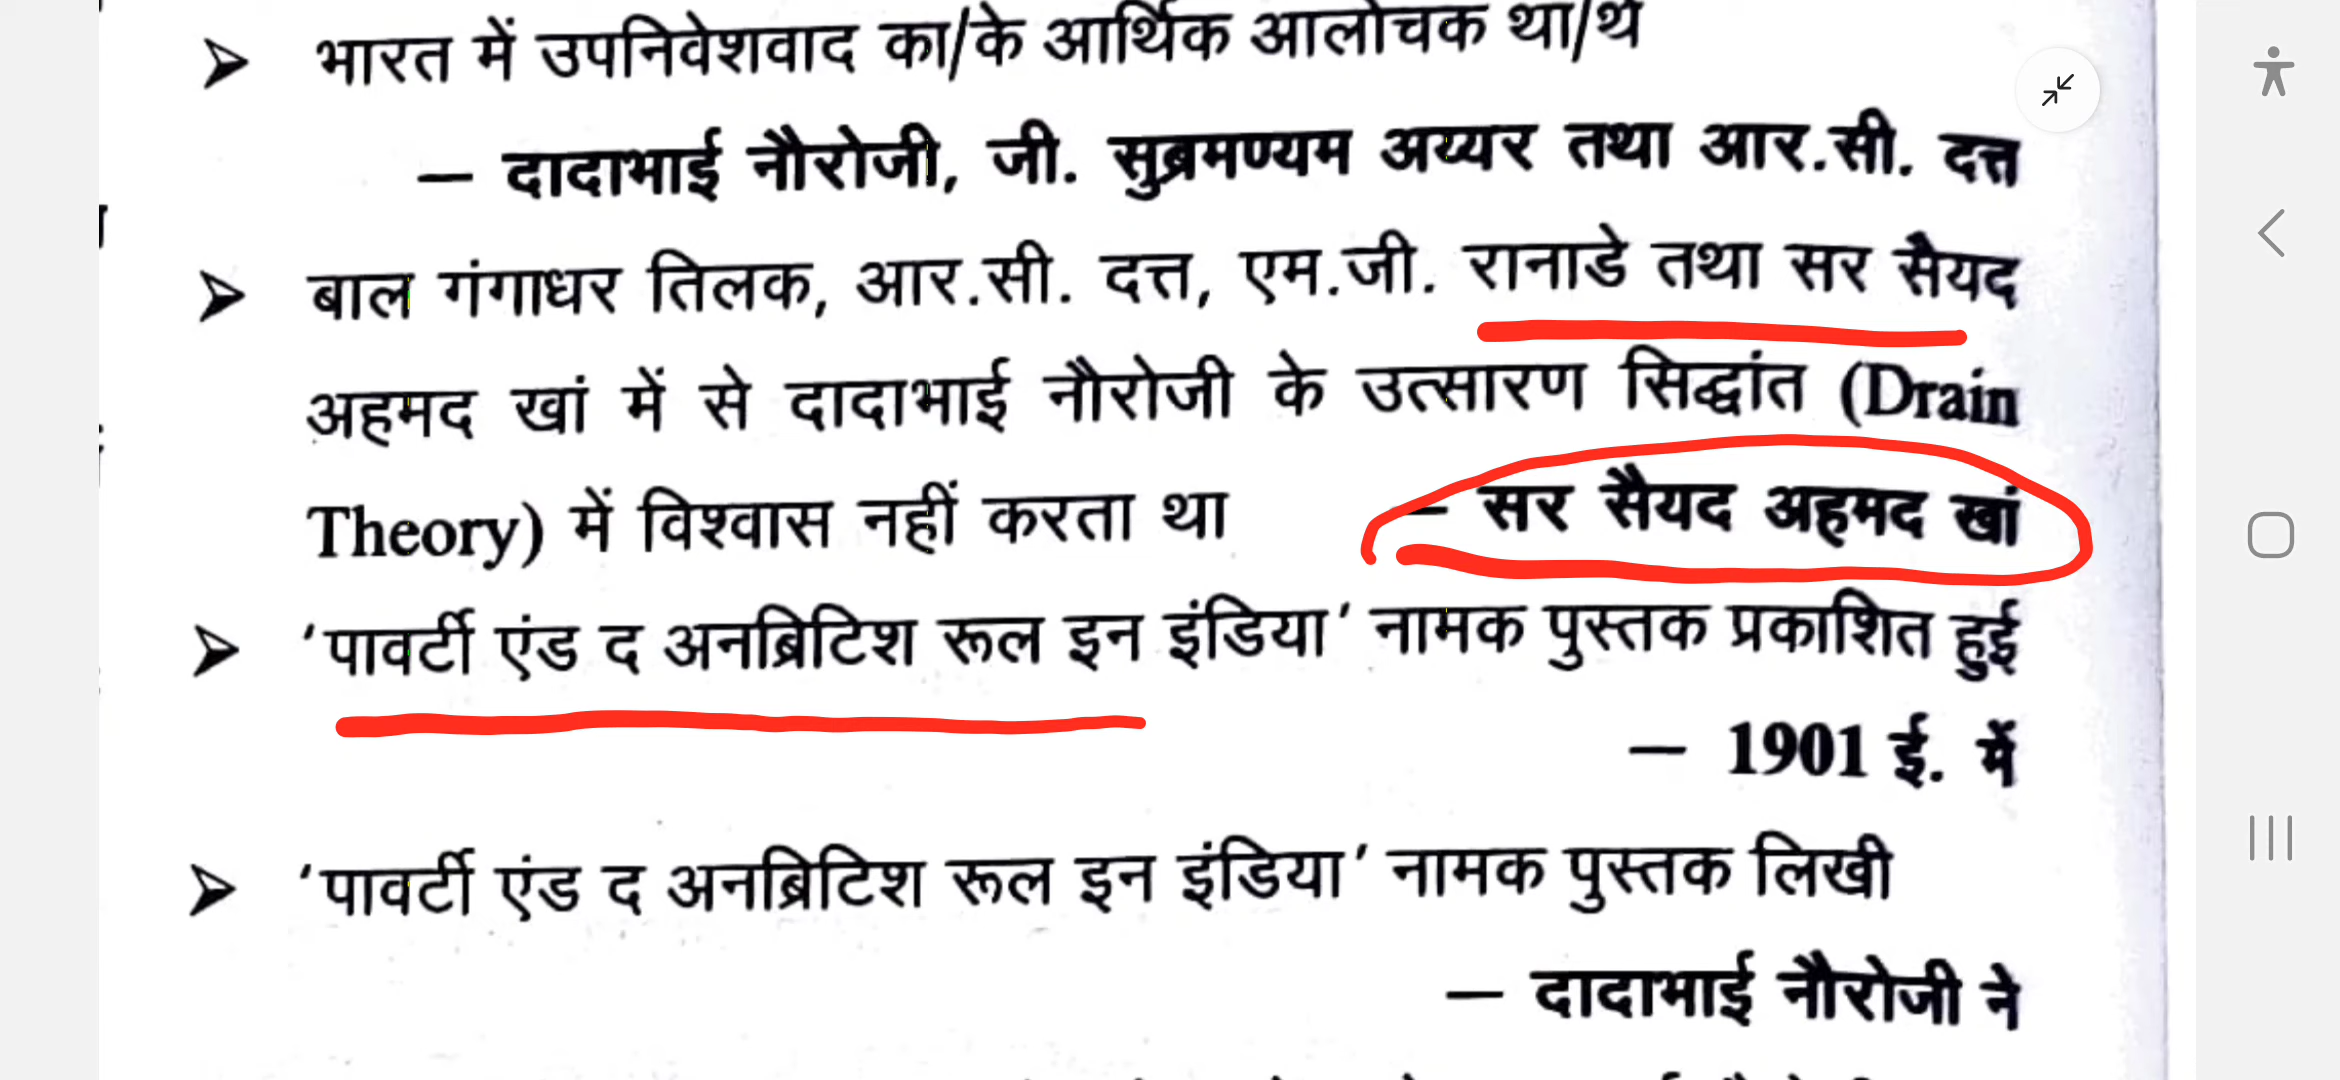 ➢ भारत में उपनिवेशवाद का/के आर्थिक आलोचक था/थे
— दादाभाई नौरोजी, जी. सुब्रमण्यम अय्यर तथा आर.सी. दत्त
➢ बाल गंगाधर तिलक, आर.सी. दत्त, एम.जी. रानाडे तथा सर सैयद
अहमद खां में से दादाभाई नौरोजी के उत्सारण सिद्धांत (Drain
Theory) में विश्वास नहीं करता था — सर सैयद अहमद खां
➢ ‘पावर्टी एंड द अनब्रिटिश रूल इन इंडिया’ नामक पुस्तक प्रकाशित हुई
— 1901 ई. में
➢ ‘पावर्टी एंड द अनब्रिटिश रूल इन इंडिया’ नामक पुस्तक लिखी
— दादाभाई नौरोजी ने